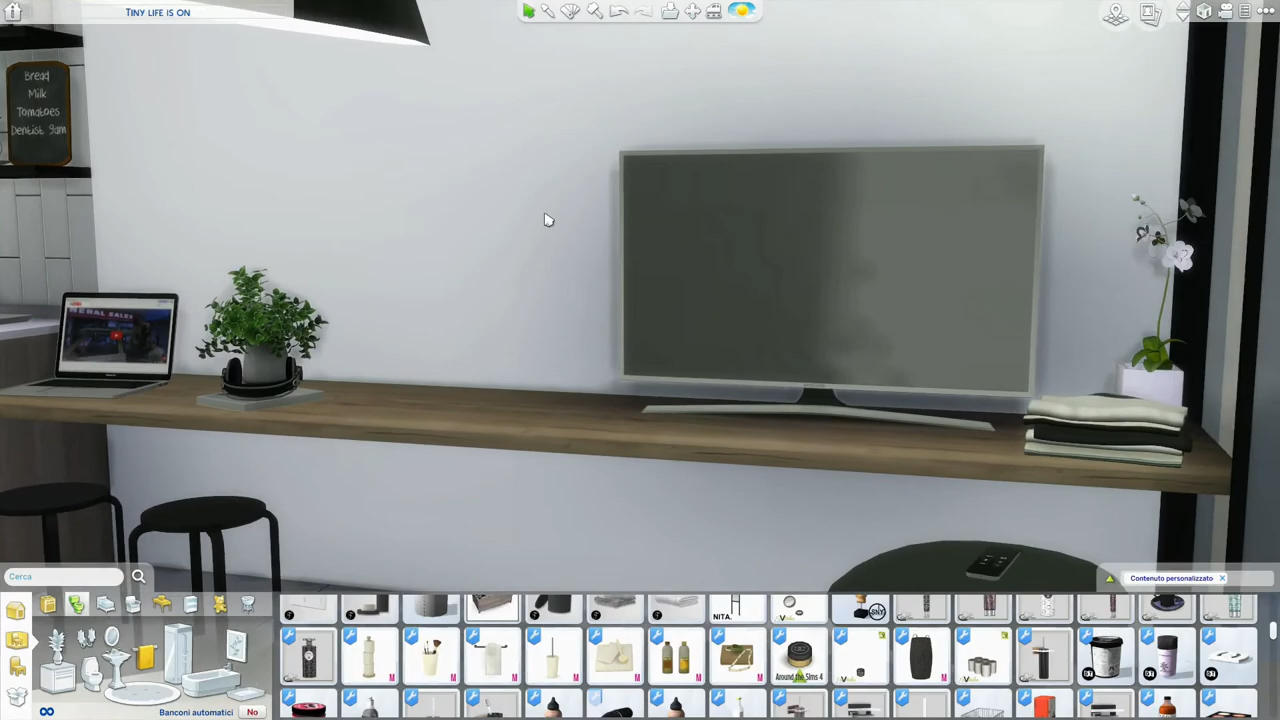 TINY LIFE IS ON
Bread
Milk
Tomatoes
Dentist 9am
Cerca
Contenuto personalizzato
NITA.
SNY
M
M
M
M
M
M
M
Around the Sims 4
Banconi automatici
No